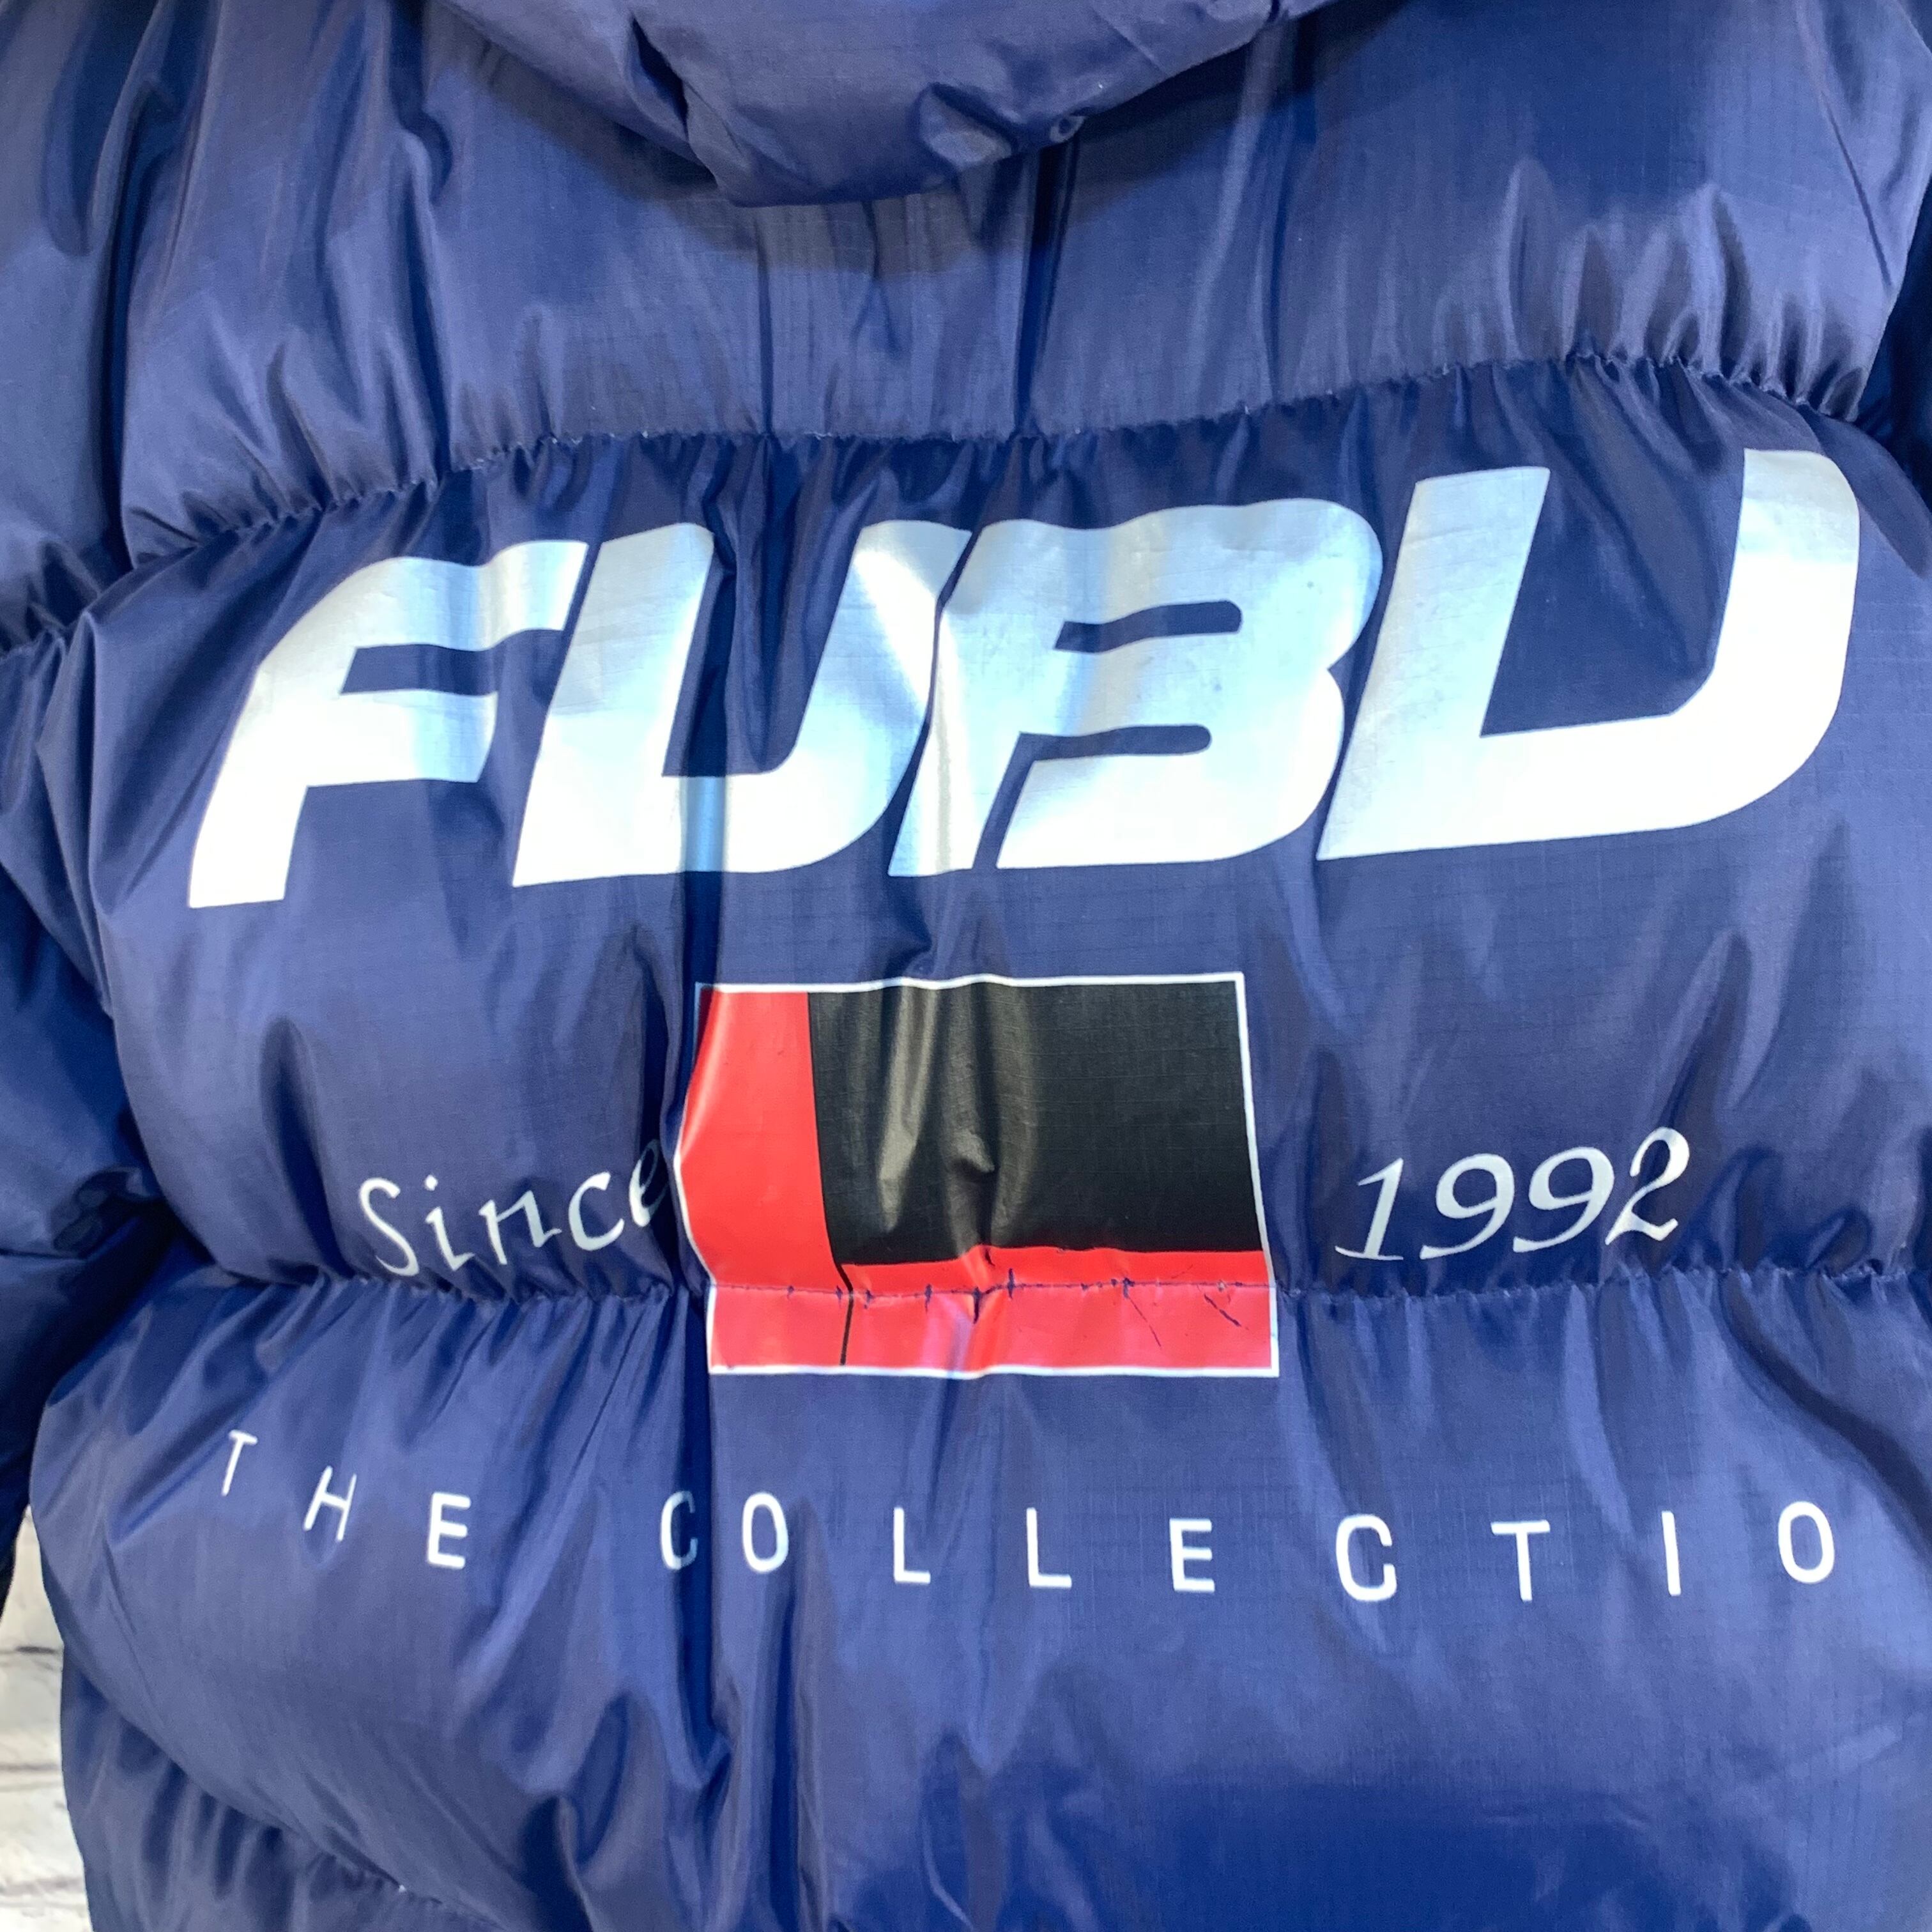 FUBU
Since 1992
THE COLLECTIO